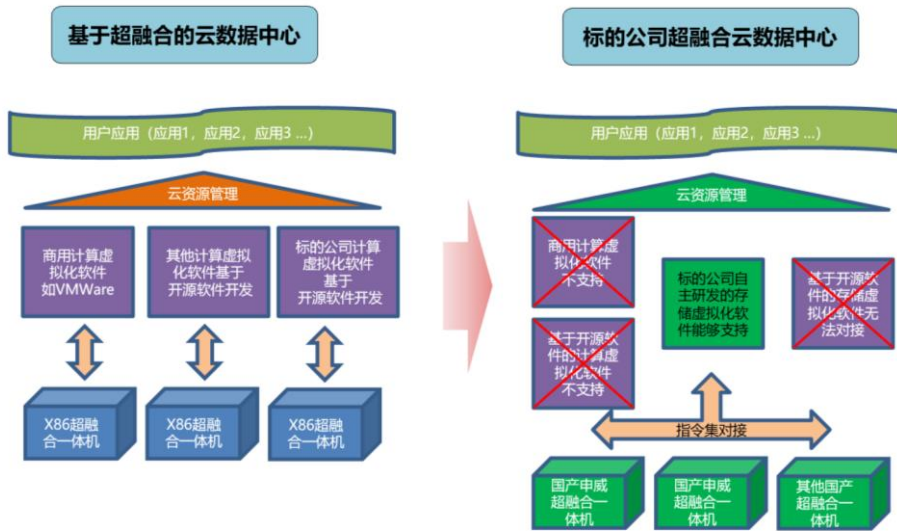 基于超融合的云数据中心
标的公司超融合云数据中心
用户应用（应用1，应用2，应用3 ...）
云资源管理
商用计算虚
拟化软件
如VMWare
其他计算虚拟
化软件基于
开源软件开发
标的公司计算
虚拟化软件
基于
开源软件开发
X86超融
合一体机
X86超融
合一体机
X86超融
合一体机
用户应用（应用1，应用2，应用3 ...）
云资源管理
商用计算虚
拟化软件
不支持
基于开源软
件的计算虚
拟化软件
不支持
标的公司自
主研发的存
储虚拟化软
件能够支持
基于开源软
件的存储虚
拟化软件无
法对接
指令集对接
国产申威
超融合一
体机
国产申威
超融合一
体机
其他国产
超融合一
体机